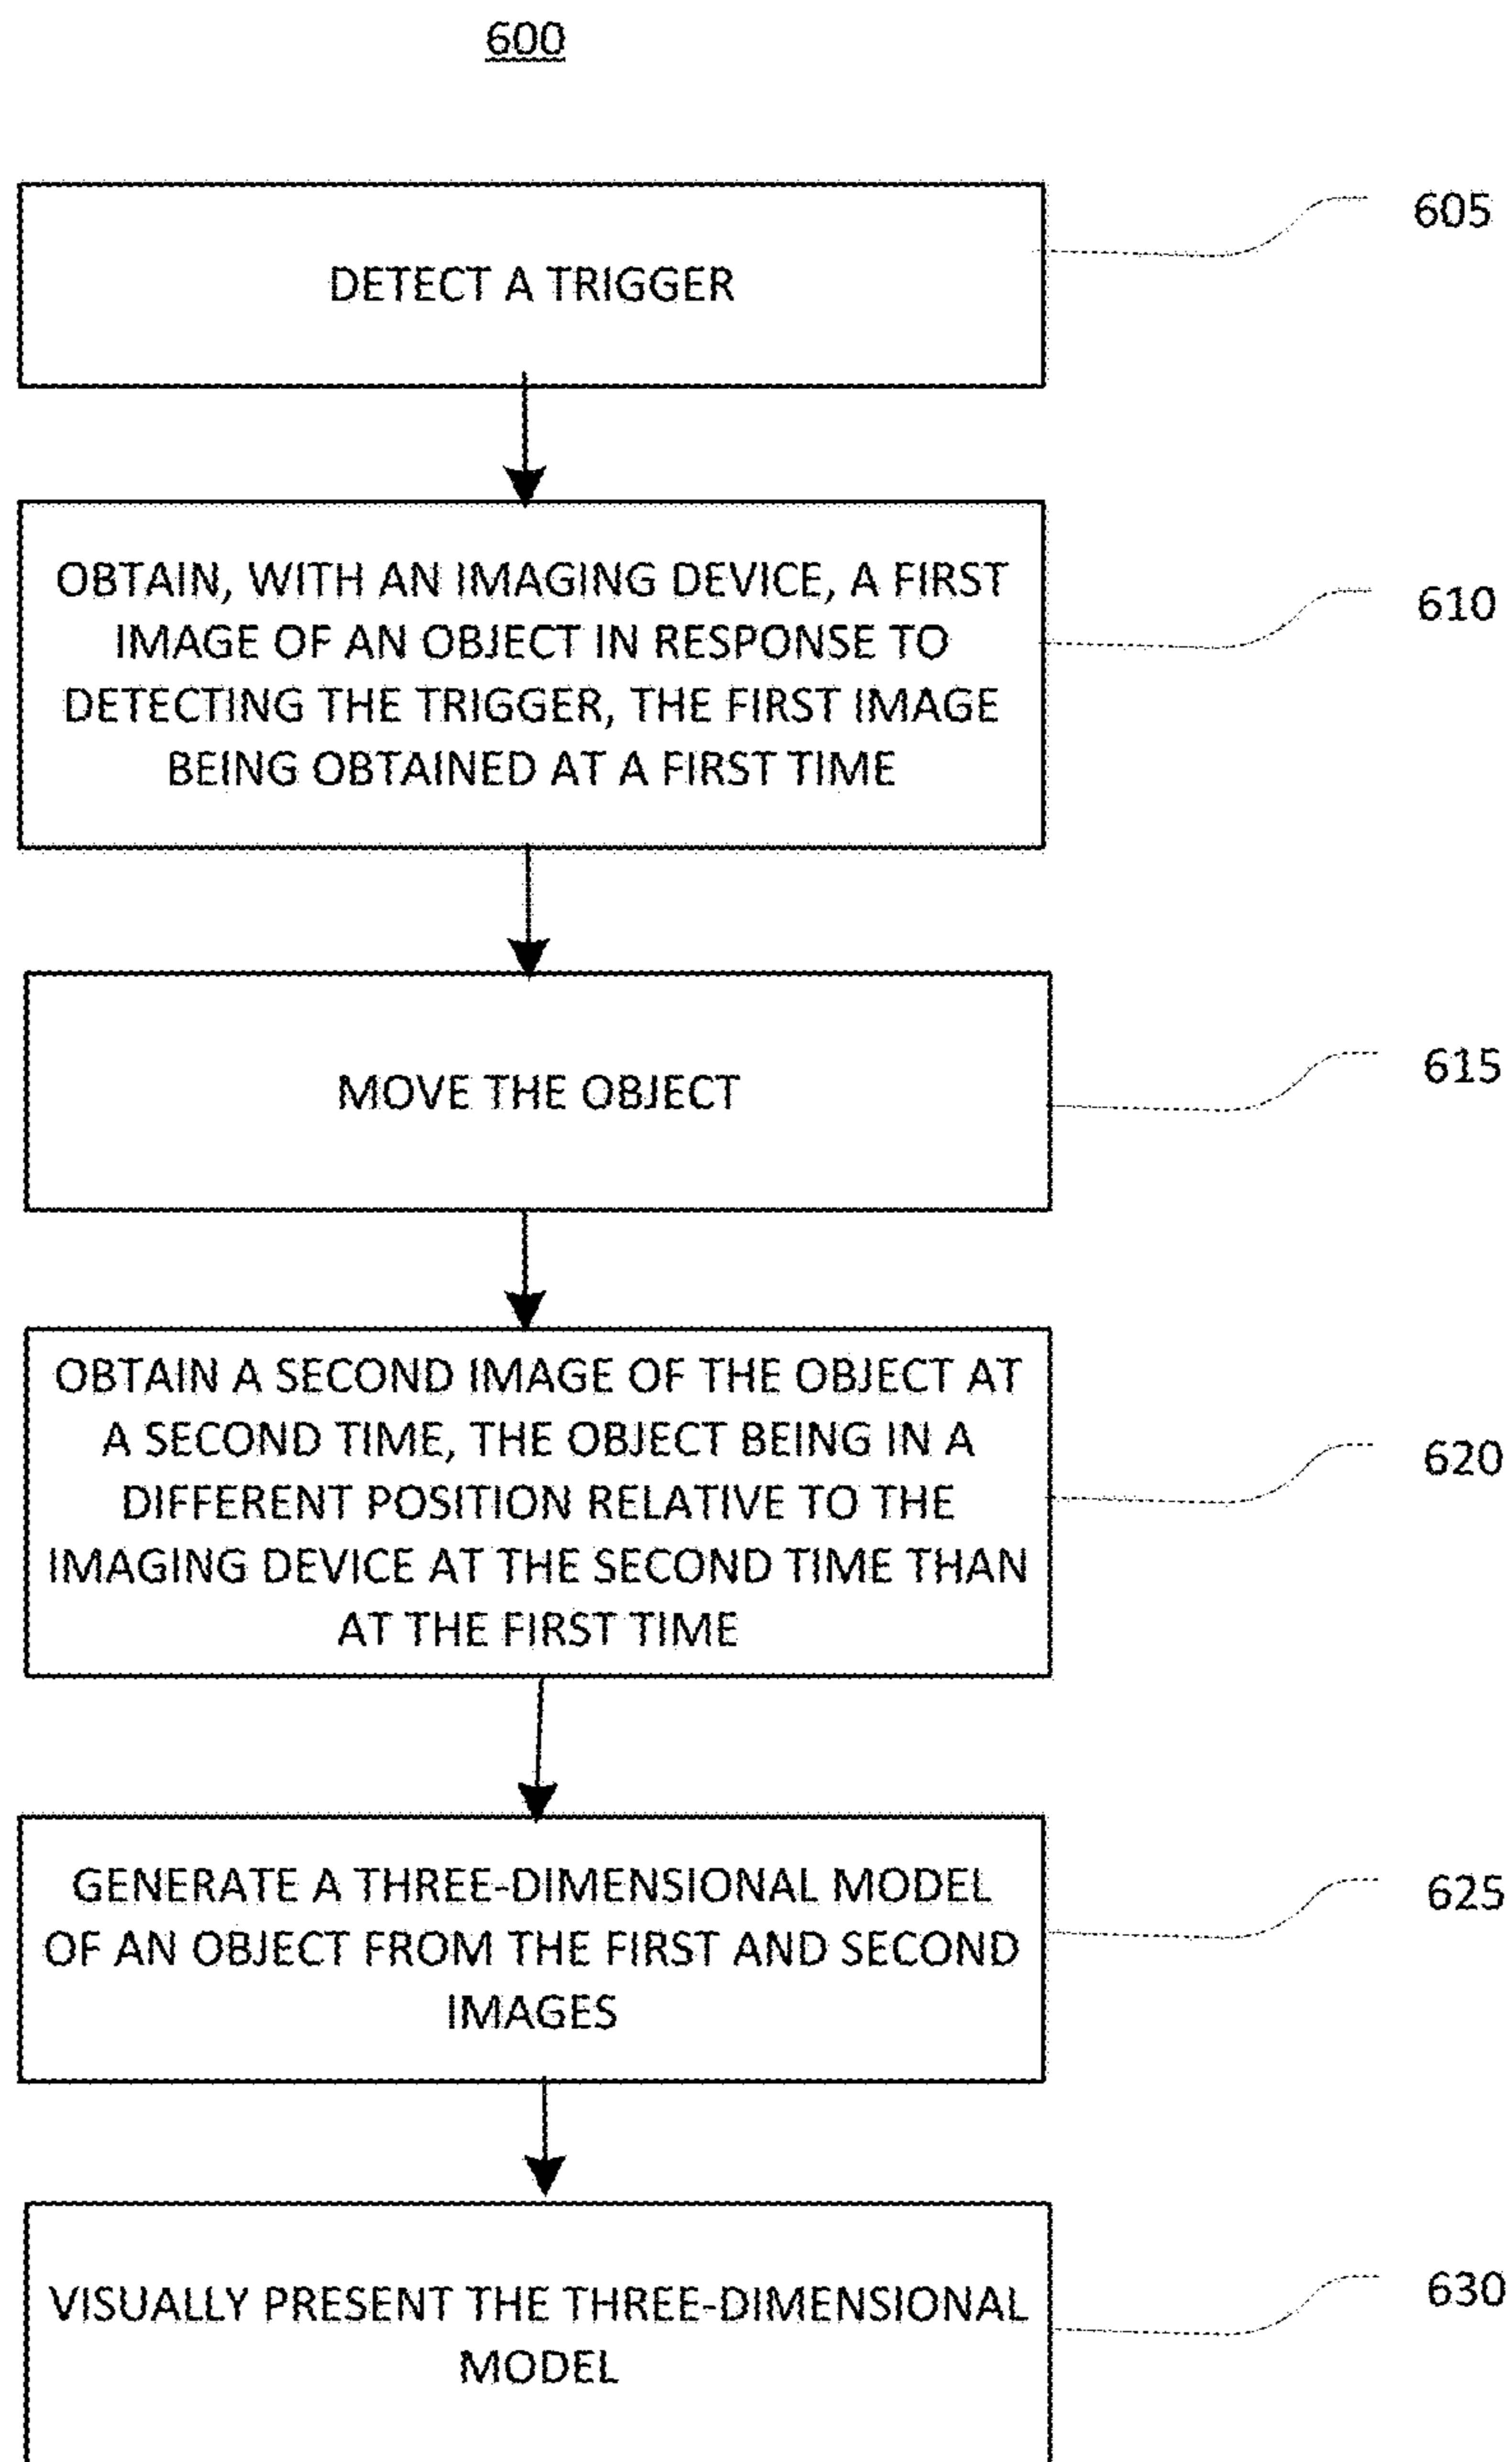 600
DETECT A TRIGGER
605
OBTAIN, WITH AN IMAGING DEVICE, A FIRST
IMAGE OF AN OBJECT IN RESPONSE TO
DETECTING THE TRIGGER, THE FIRST IMAGE
BEING OBTAINED AT A FIRST TIME
610
MOVE THE OBJECT
615
OBTAIN A SECOND IMAGE OF THE OBJECT AT
A SECOND TIME, THE OBJECT BEING IN A
DIFFERENT POSITION RELATIVE TO THE
IMAGING DEVICE AT THE SECOND TIME THAN
AT THE FIRST TIME
620
GENERATE A THREE-DIMENSIONAL MODEL
OF AN OBJECT FROM THE FIRST AND SECOND
IMAGES
625
VISUALLY PRESENT THE THREE-DIMENSIONAL
MODEL
630